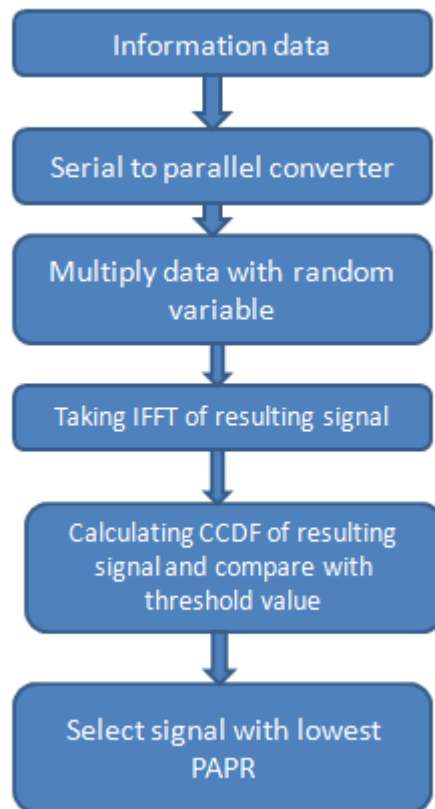 Information data
Serial to parallel converter
Multiply data with random
variable
Taking IFFT of resulting signal
Calculating CCDF of resulting
signal and compare with
threshold value
Select signal with lowest
PAPR